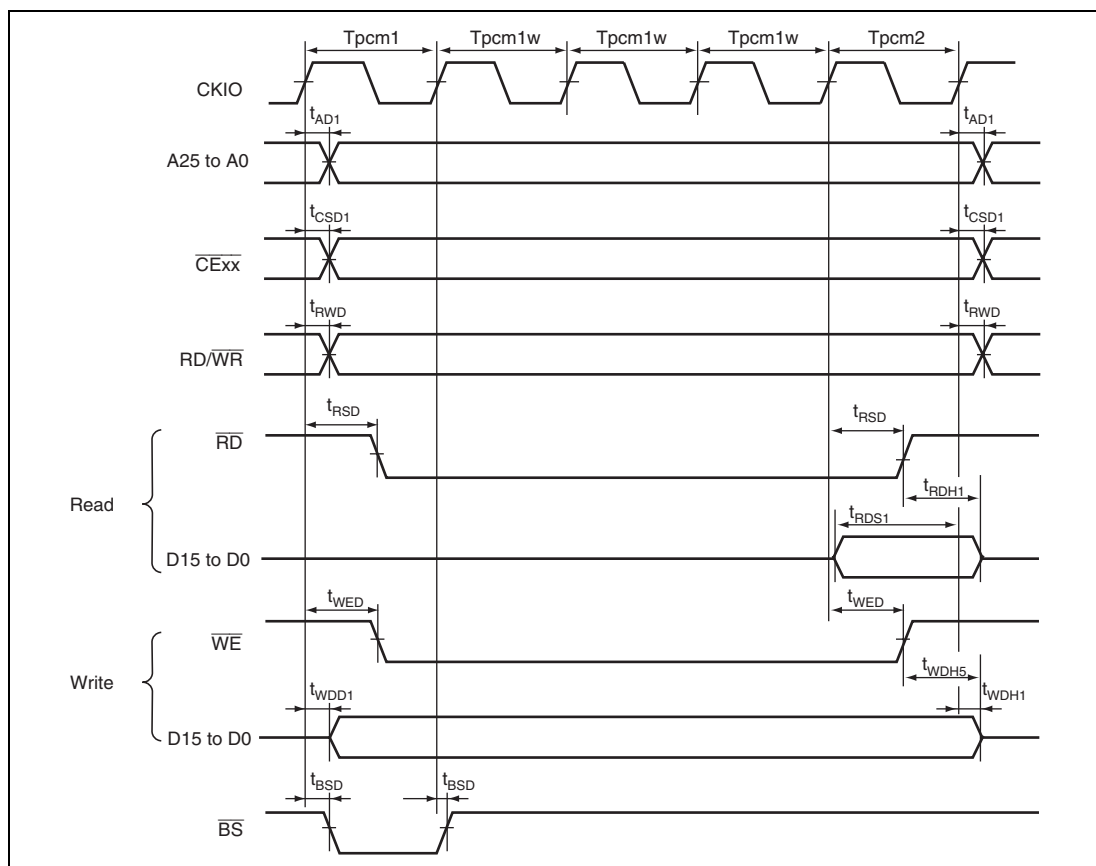 Tpcm1 Tpcm1w Tpcm1w Tpcm1w Tpcm2
CKIO
tAD1 tAD1
A25 to A0
tCSD1 tCSD1
CExx
tRWD tRWD
RD/WR
tRSD tRSD
RD
tRDH1
Read
tRDS1
D15 to D0
tWED tWED
WE
tWDH5
Write
tWDD1 tWDH1
D15 to D0
tBSD tBSD
BS